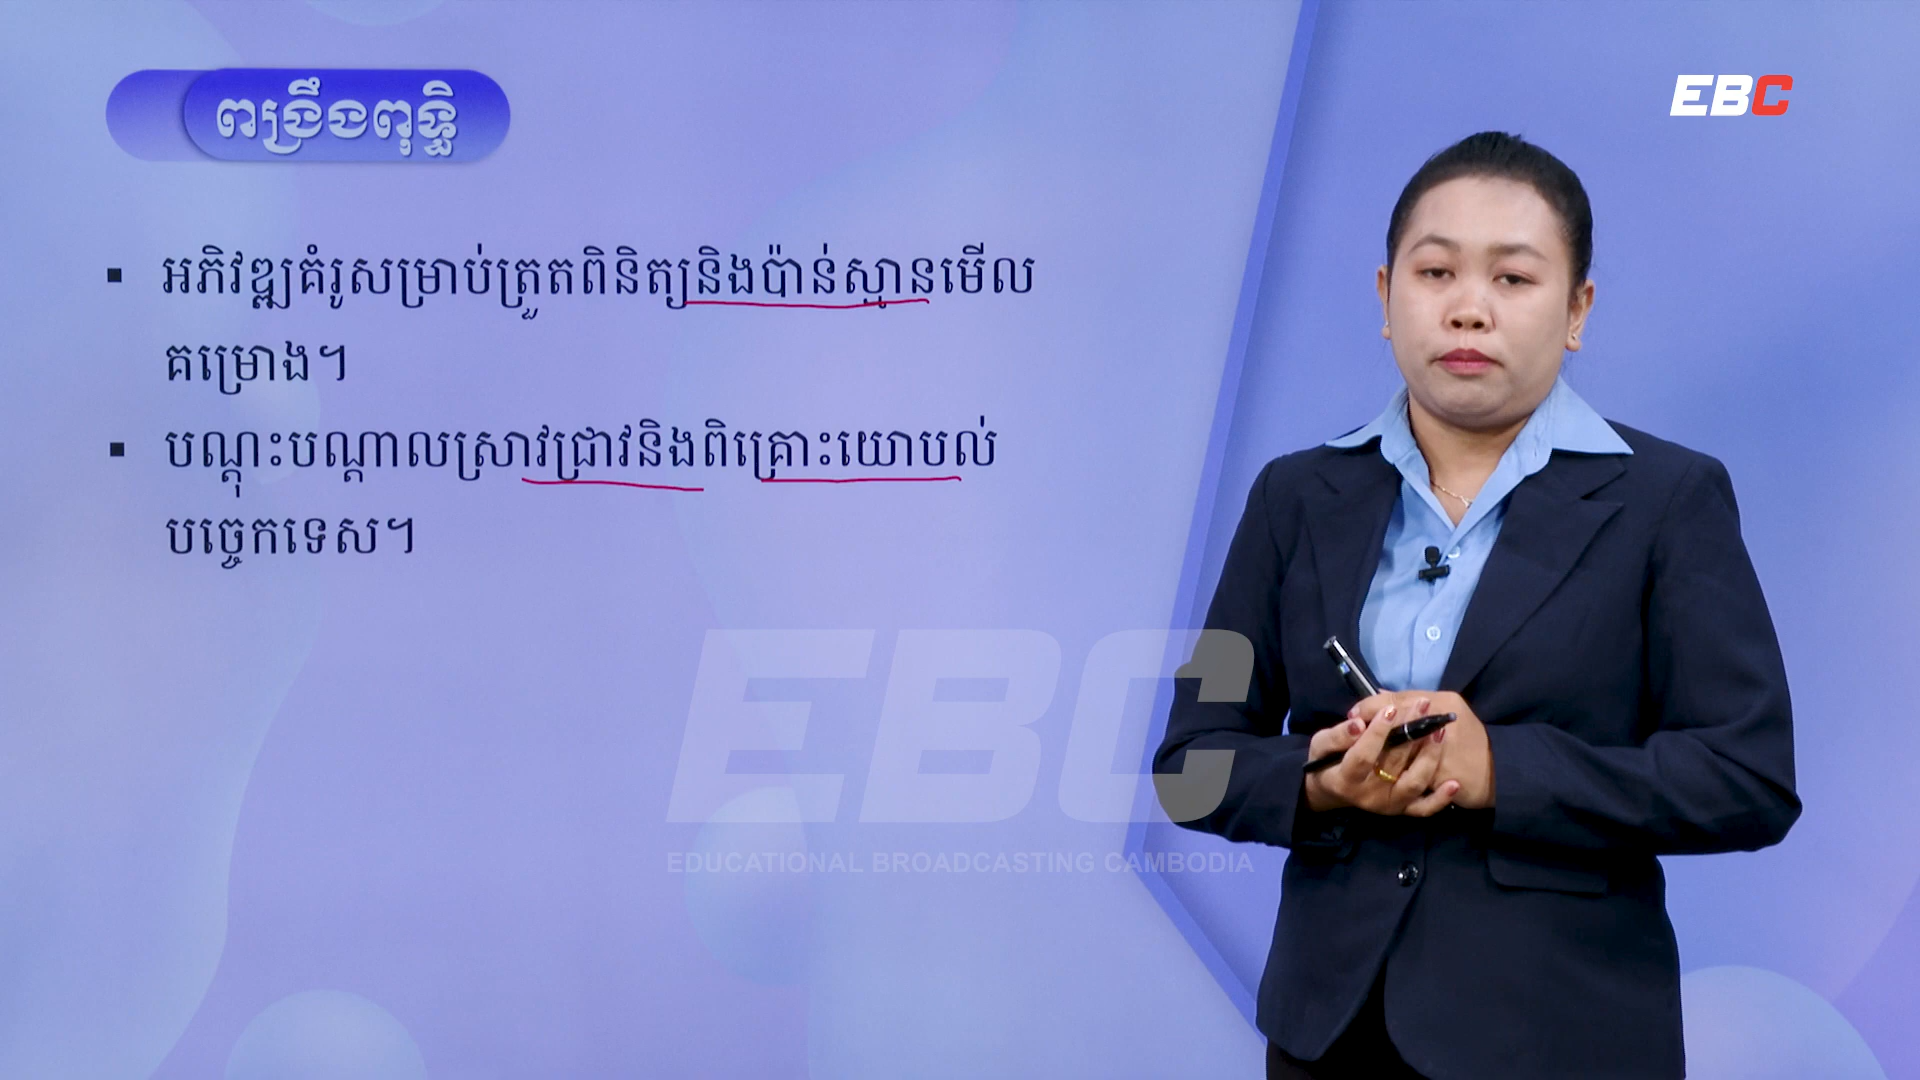 ពង្រឹងពុទ្ធិ
EBC
▪ អភិវឌ្ឍគំរូសម្រាប់ត្រួតពិនិត្យនិងប៉ាន់ស្មានមើល
គម្រោង។
▪ បណ្តុះបណ្តាលស្រាវជ្រាវនិងពិគ្រោះយោបល់
បច្ចេកទេស។
EBC
EDUCATIONAL BROADCASTING CAMBODIA